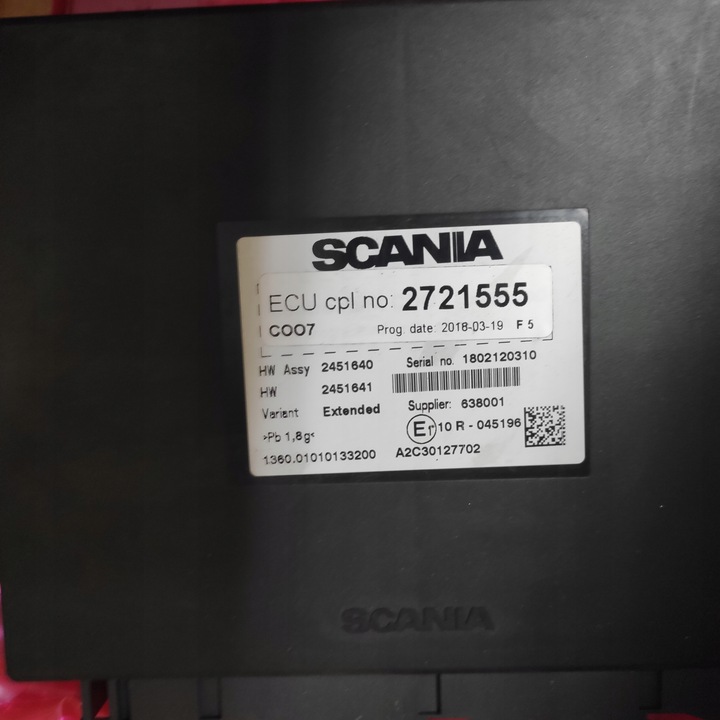 SCANIA
ECU cpl no: 2721555
COO7 Prog. date: 2018-03-19 F 5
HW Assy 2451640 Serial no. 1802120310
HW 2451641
Variant Extended Supplier: 638001
>Pb 1,8g< E1 10 R - 045196
1360.01010133200 A2C30127702
SCANIA